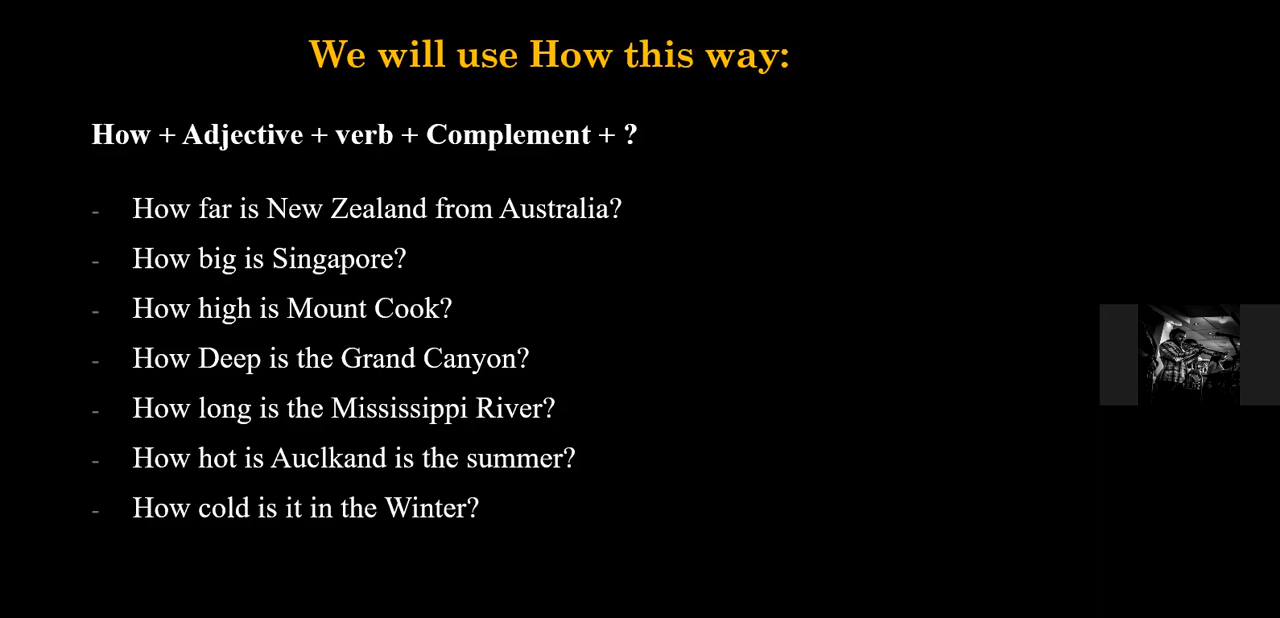 We will use How this way:
How + Adjective + verb + Complement + ?
- How far is New Zealand from Australia?
- How big is Singapore?
- How high is Mount Cook?
- How Deep is the Grand Canyon?
- How long is the Mississippi River?
- How hot is Auclkand is the summer?
- How cold is it in the Winter?